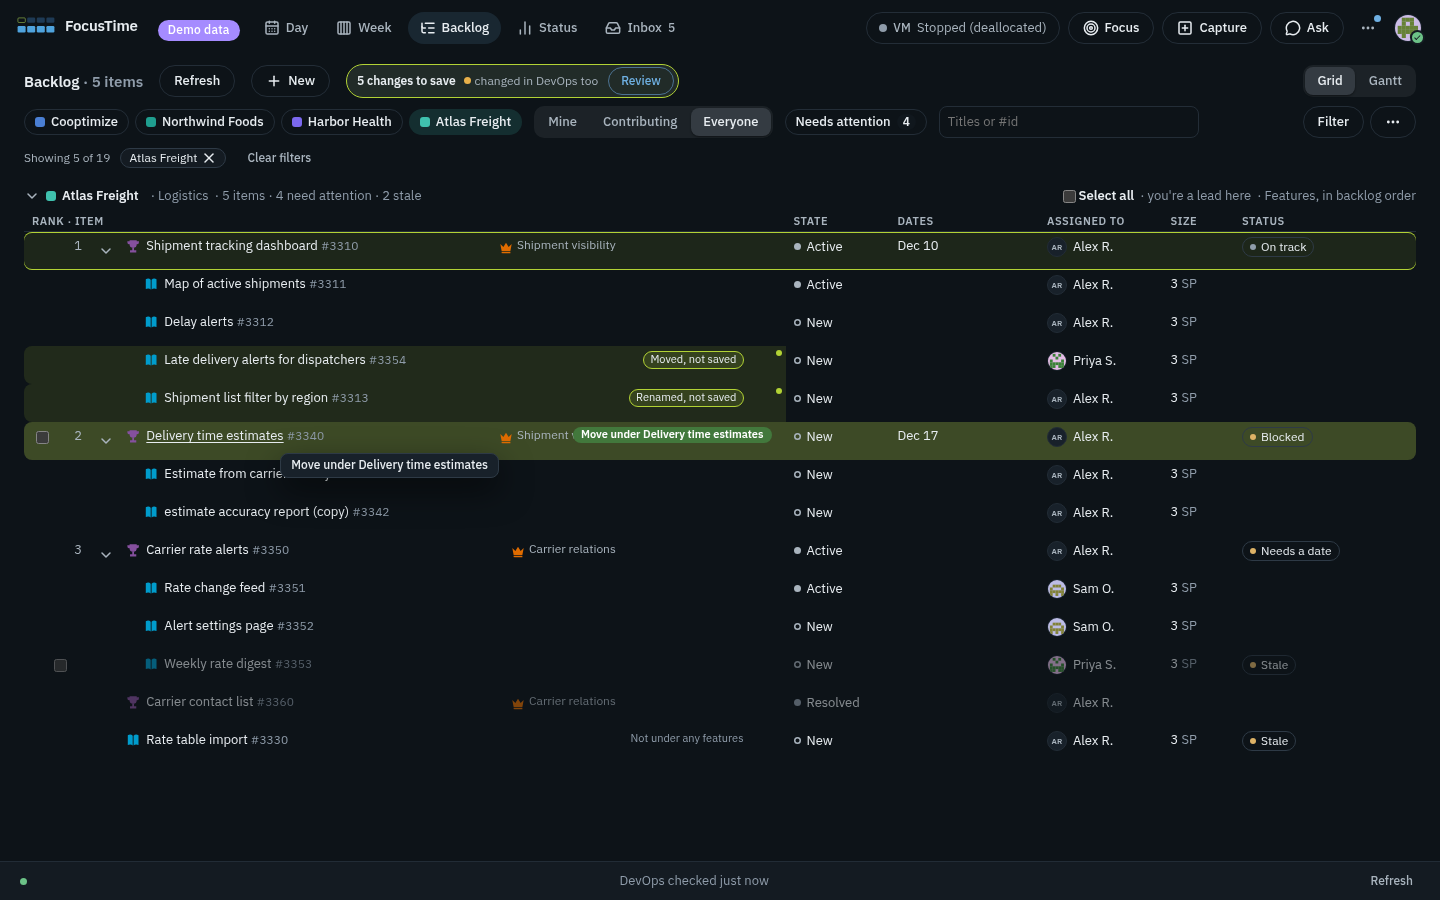 FocusTime Demo data Day Week Backlog Status Inbox 5 VM Stopped (deallocated) Focus Capture Ask
Backlog · 5 items Refresh New 5 changes to save changed in DevOps too Review Grid Gantt
Cooptimize Northwind Foods Harbor Health Atlas Freight Mine Contributing Everyone Needs attention 4 Titles or #id Filter
Showing 5 of 19 Atlas Freight Clear filters
Atlas Freight · Logistics · 5 items · 4 need attention · 2 stale Select all · you're a lead here · Features, in backlog order
RANK · ITEM STATE DATES ASSIGNED TO SIZE STATUS
1 Shipment tracking dashboard #3310 Shipment visibility Active Dec 10 AR Alex R. On track
Map of active shipments #3311 Active AR Alex R. 3 SP
Delay alerts #3312 New AR Alex R. 3 SP
Late delivery alerts for dispatchers #3354 Moved, not saved New Priya S. 3 SP
Shipment list filter by region #3313 Renamed, not saved New AR Alex R. 3 SP
2 Delivery time estimates #3340 Shipment Move under Delivery time estimates New Dec 17 AR Alex R. Blocked
Move under Delivery time estimates
Estimate from New AR Alex R. 3 SP
estimate accuracy report (copy) #3342 New AR Alex R. 3 SP
3 Carrier rate alerts #3350 Carrier relations Active AR Alex R. Needs a date
Rate change feed #3351 Active Sam O. 3 SP
Alert settings page #3352 New Sam O. 3 SP
Weekly rate digest #3353 New Priya S. 3 SP Stale
Carrier contact list #3360 Carrier relations Resolved AR Alex R.
Rate table import #3330 Not under any features New AR Alex R. 3 SP Stale
DevOps checked just now Refresh